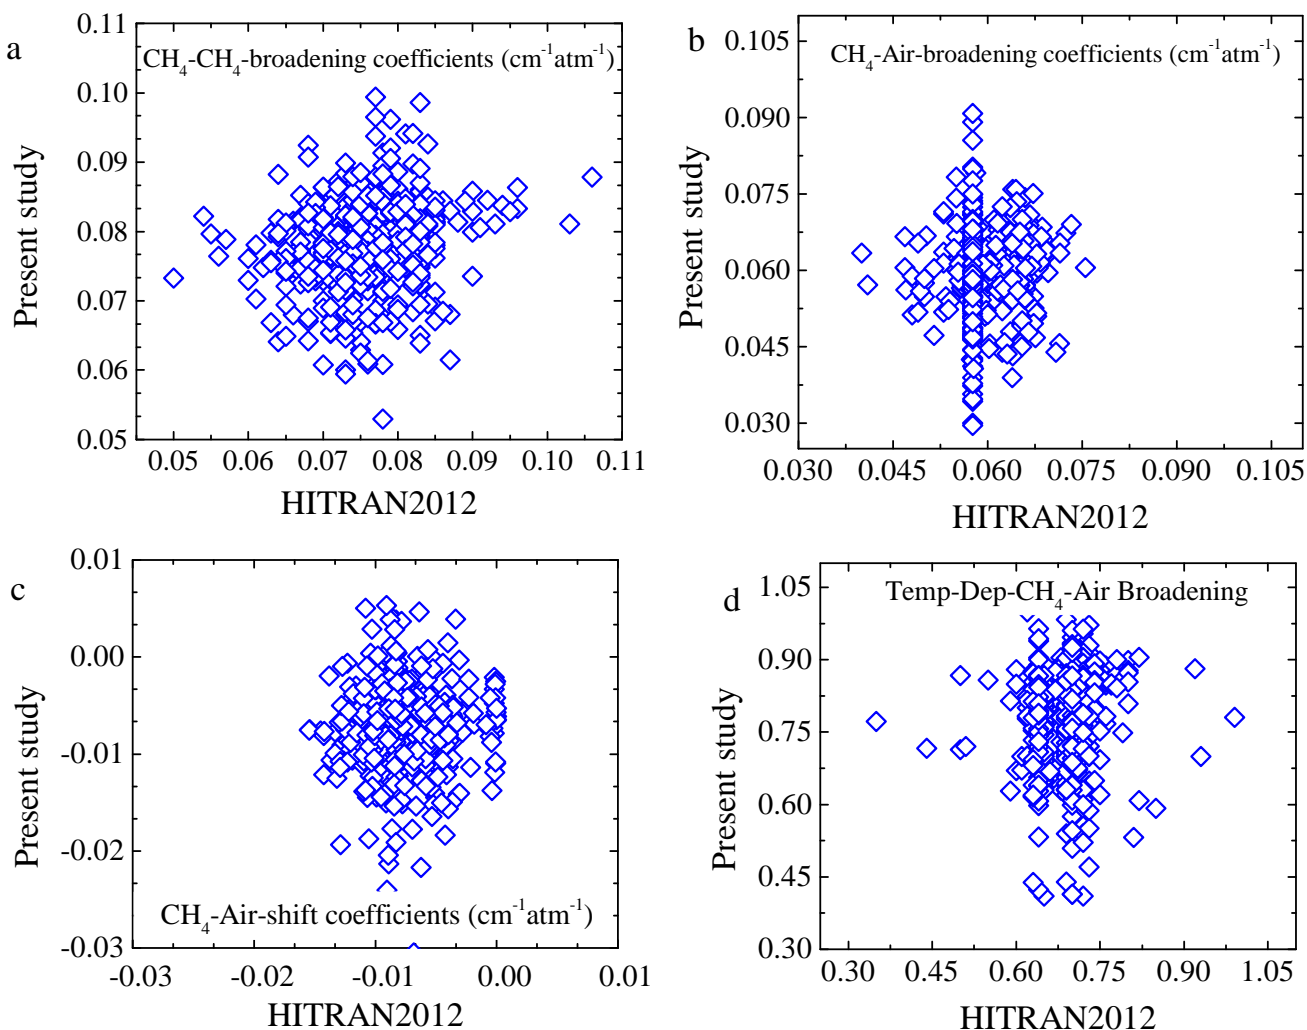 a
CH₄-CH₄-broadening coefficients (cm⁻¹atm⁻¹)
Present study
0.11
0.10
0.09
0.08
0.07
0.06
0.05
0.05 0.06 0.07 0.08 0.09 0.10 0.11
HITRAN2012
b
CH₄-Air-broadening coefficients (cm⁻¹atm⁻¹)
Present study
0.105
0.090
0.075
0.060
0.045
0.030
0.030 0.045 0.060 0.075 0.090 0.105
HITRAN2012
c
Present study
0.01
0.00
-0.01
-0.02
-0.03
CH₄-Air-shift coefficients (cm⁻¹atm⁻¹)
-0.03 -0.02 -0.01 0.00 0.01
HITRAN2012
d
Temp-Dep-CH₄-Air Broadening
Present study
1.05
0.90
0.75
0.60
0.45
0.30
0.30 0.45 0.60 0.75 0.90 1.05
HITRAN2012